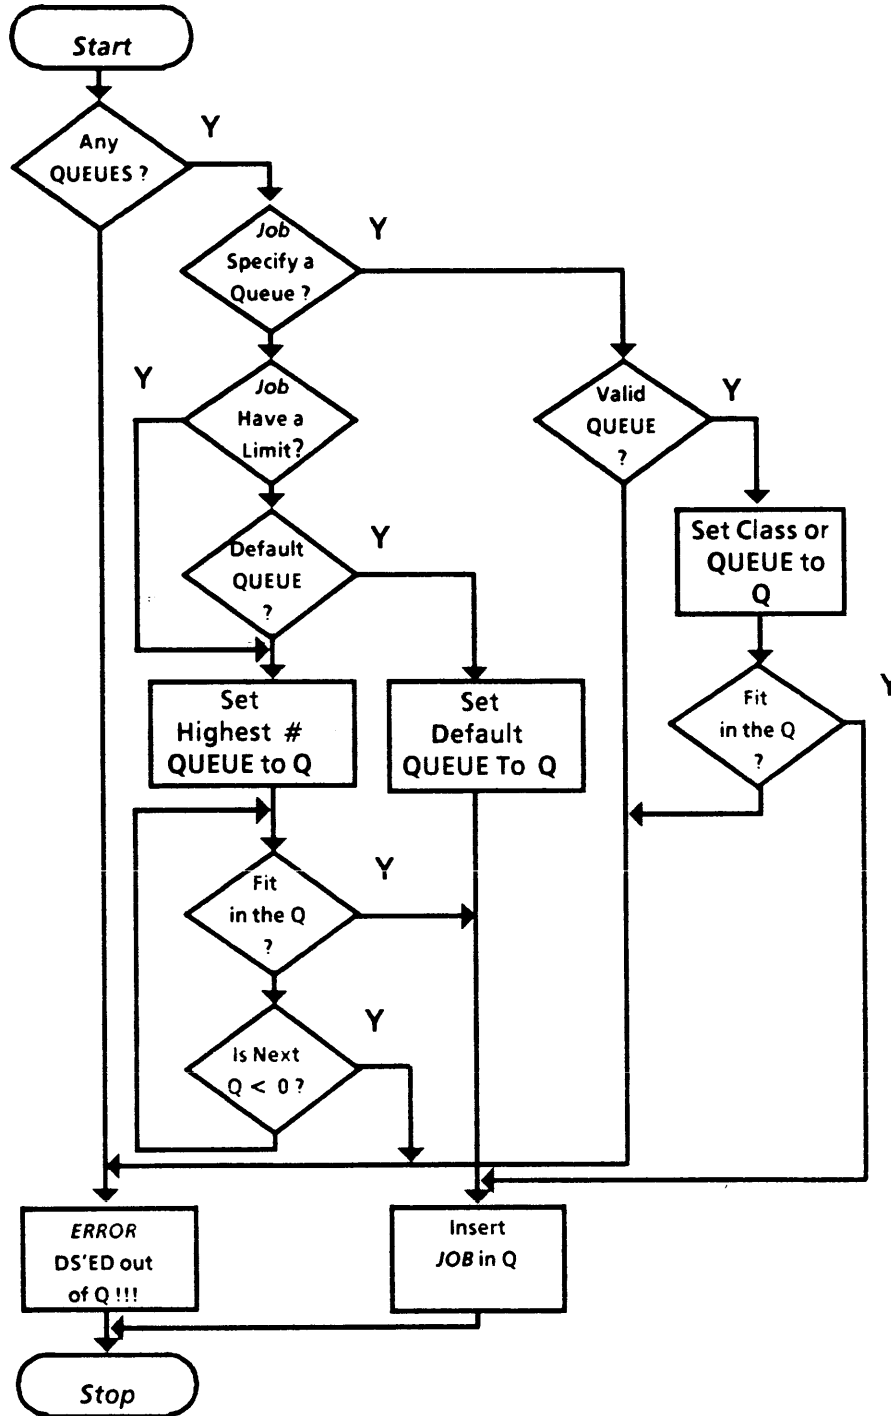 Start
Any
QUEUES ?
Y
Job
Specify a
Queue ?
Y
Job
Have a
Limit?
Y
Valid
QUEUE
?
Y
Default
QUEUE
?
Y
Set Class or
QUEUE to
Q
Set
Highest #
QUEUE to Q
Set
Default
QUEUE To Q
Fit
in the Q
?
Y
Fit
in the Q
?
Y
Is Next
Q < 0 ?
Y
ERROR
DS'ED out
of Q !!!
Insert
JOB in Q
Stop